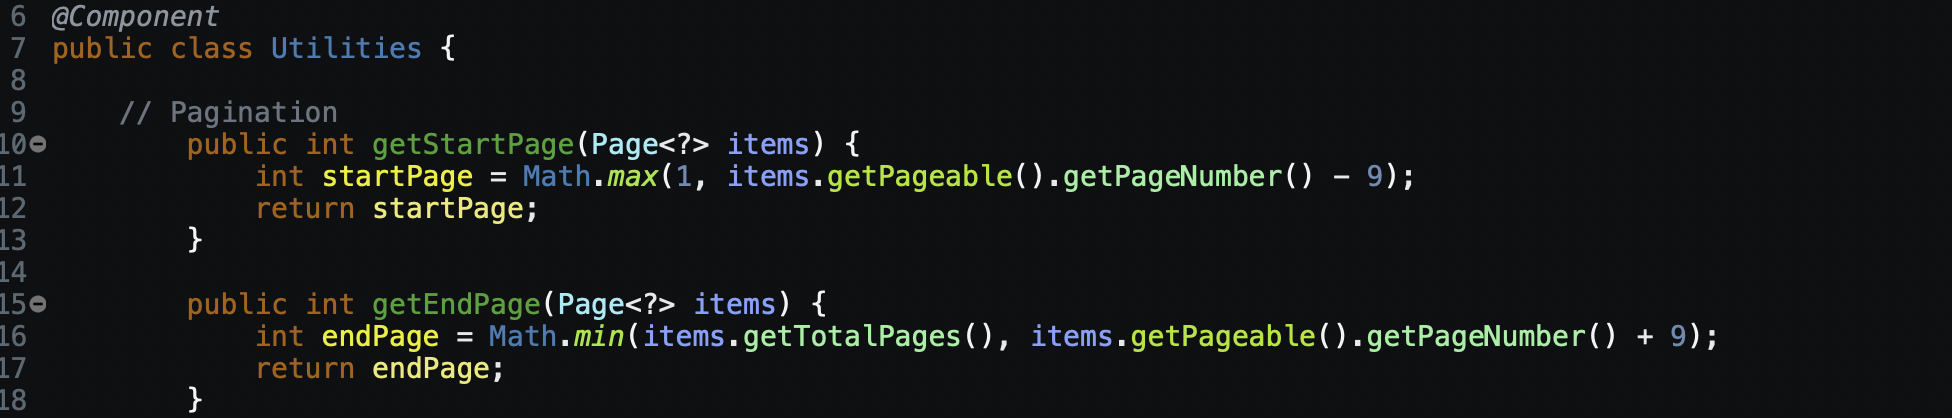 6 @Component
7 public class Utilities {
8
9     // Pagination
10         public int getStartPage(Page<?> items) {
11             int startPage = Math.max(1, items.getPageable().getPageNumber() - 9);
12             return startPage;
13         }
14
15         public int getEndPage(Page<?> items) {
16             int endPage = Math.min(items.getTotalPages(), items.getPageable().getPageNumber() + 9);
17             return endPage;
18         }